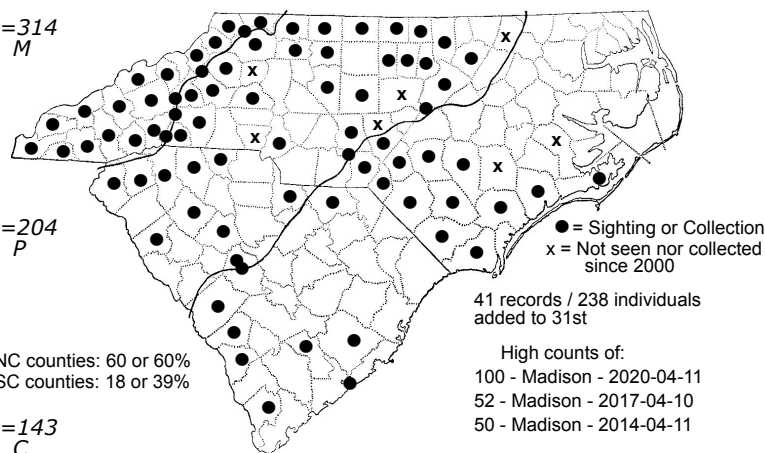 =314
M
=204
P
● = Sighting or Collection
x = Not seen nor collected
since 2000
41 records / 238 individuals
added to 31st
NC counties: 60 or 60%
SC counties: 18 or 39%
High counts of:
100 - Madison - 2020-04-11
52 - Madison - 2017-04-10
50 - Madison - 2014-04-11
=143
C
x
x
x
x
x
x
x